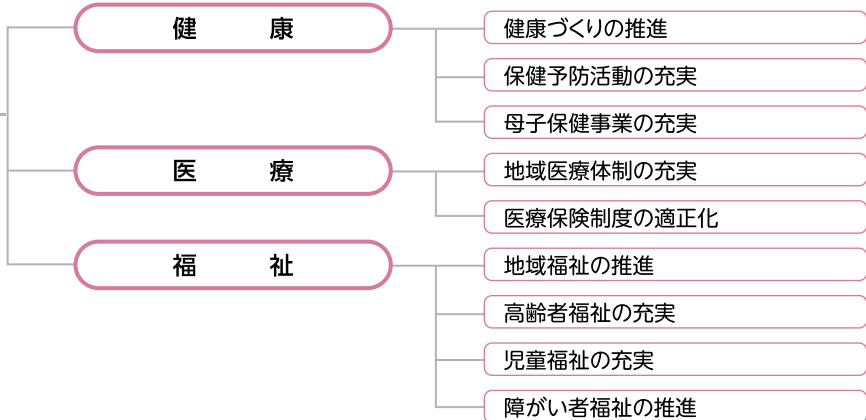 健康
健康づくりの推進
保健予防活動の充実
母子保健事業の充実
医療
地域医療体制の充実
医療保険制度の適正化
福祉
地域福祉の推進
高齢者福祉の充実
児童福祉の充実
障がい者福祉の推進